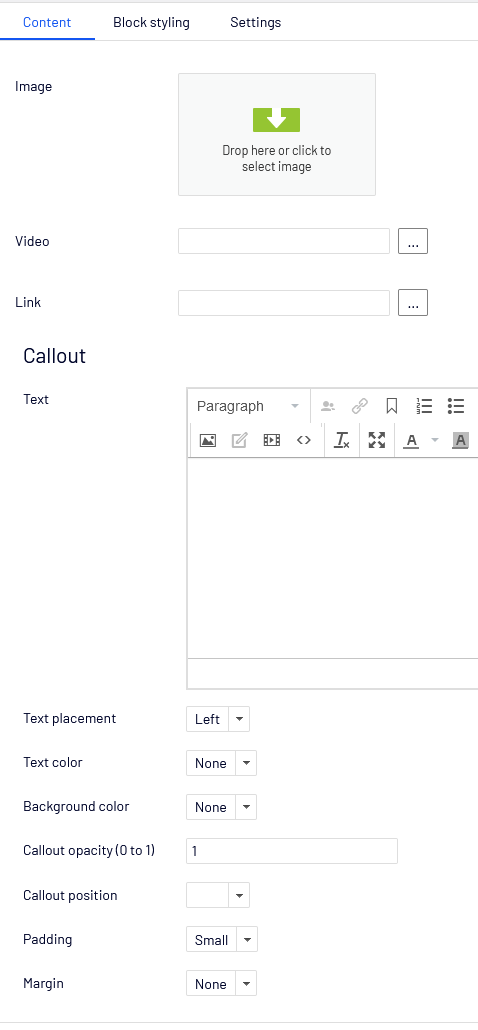 Content Block styling Settings
Image
Drop here or click to
select image
Video ...
Link ...
Callout
Text
Paragraph
Text placement Left
Text color None
Background color None
Callout opacity (0 to 1) 1
Callout position
Padding Small
Margin None